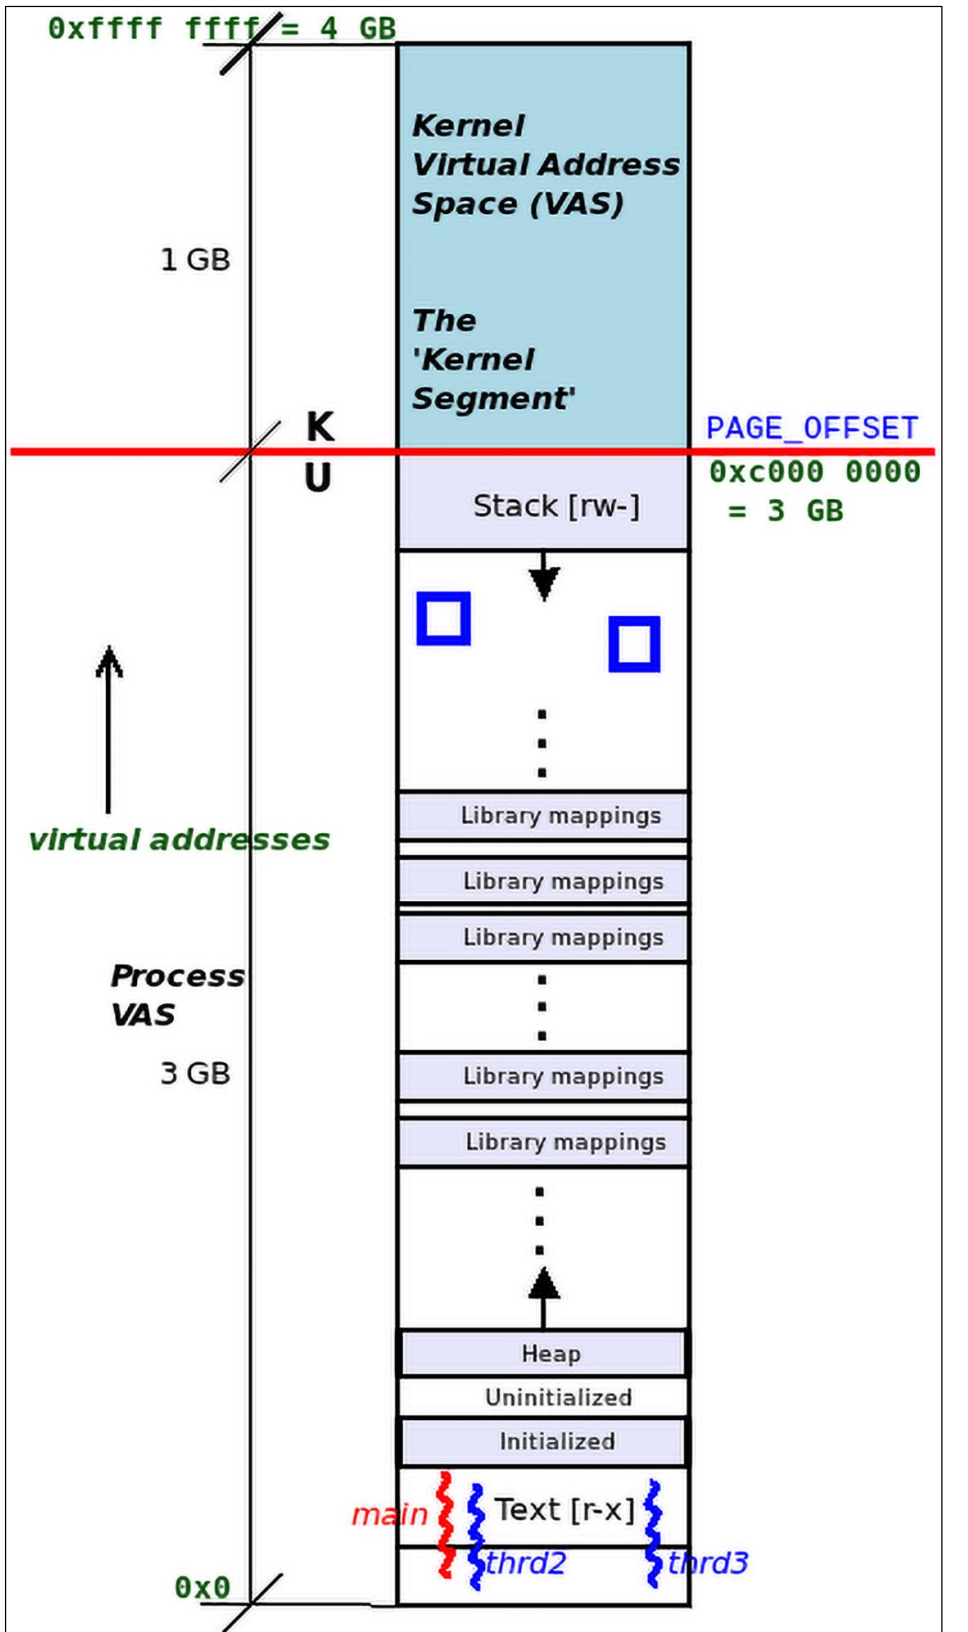 0xffff ffff = 4 GB
Kernel
Virtual Address
Space (VAS)
1 GB
The
'Kernel
Segment'
K
PAGE_OFFSET
U
0xc000 0000
= 3 GB
Stack [rw-]
Library mappings
virtual addresses
Library mappings
Library mappings
Process
VAS
3 GB
Library mappings
Library mappings
Heap
Uninitialized
Initialized
main
Text [r-x]
thrd2
thrd3
0x0